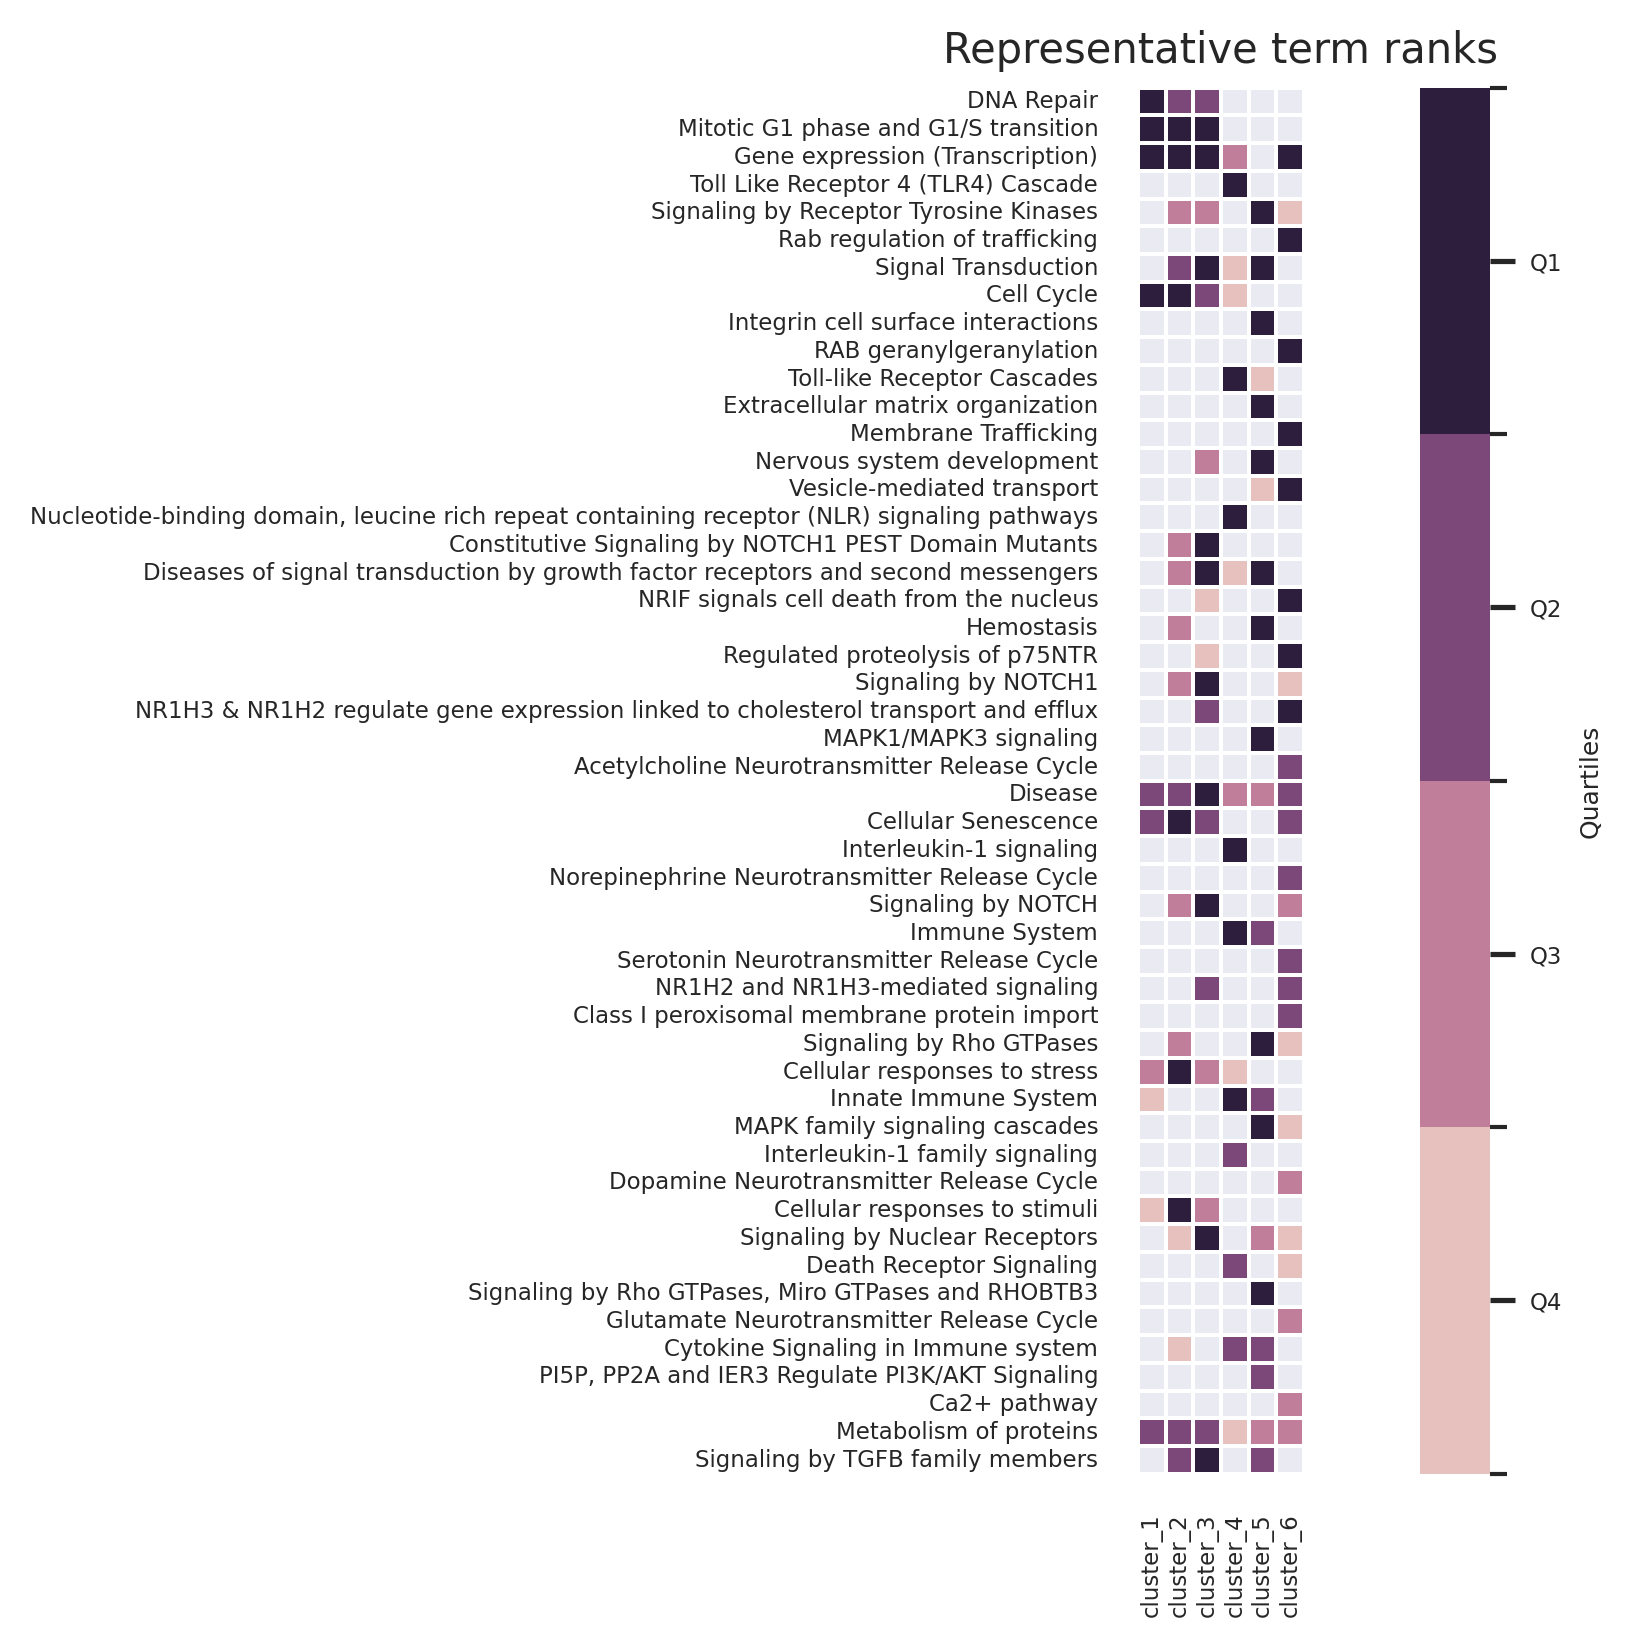 Representative term ranks
DNA Repair
Mitotic G1 phase and G1/S transition
Gene expression (Transcription)
Toll Like Receptor 4 (TLR4) Cascade
Signaling by Receptor Tyrosine Kinases
Rab regulation of trafficking
Signal Transduction
Cell Cycle
Integrin cell surface interactions
RAB geranylgeranylation
Toll-like Receptor Cascades
Extracellular matrix organization
Membrane Trafficking
Nervous system development
Vesicle-mediated transport
Nucleotide-binding domain, leucine rich repeat containing receptor (NLR) signaling pathways
Constitutive Signaling by NOTCH1 PEST Domain Mutants
Diseases of signal transduction by growth factor receptors and second messengers
NRIF signals cell death from the nucleus
Hemostasis
Regulated proteolysis of p75NTR
Signaling by NOTCH1
NR1H3 & NR1H2 regulate gene expression linked to cholesterol transport and efflux
MAPK1/MAPK3 signaling
Acetylcholine Neurotransmitter Release Cycle
Disease
Cellular Senescence
Interleukin-1 signaling
Norepinephrine Neurotransmitter Release Cycle
Signaling by NOTCH
Immune System
Serotonin Neurotransmitter Release Cycle
NR1H2 and NR1H3-mediated signaling
Class I peroxisomal membrane protein import
Signaling by Rho GTPases
Cellular responses to stress
Innate Immune System
MAPK family signaling cascades
Interleukin-1 family signaling
Dopamine Neurotransmitter Release Cycle
Cellular responses to stimuli
Signaling by Nuclear Receptors
Death Receptor Signaling
Signaling by Rho GTPases, Miro GTPases and RHOBTB3
Glutamate Neurotransmitter Release Cycle
Cytokine Signaling in Immune system
PI5P, PP2A and IER3 Regulate PI3K/AKT Signaling
Ca2+ pathway
Metabolism of proteins
Signaling by TGFB family members
cluster_1
cluster_2
cluster_3
cluster_4
cluster_5
cluster_6
Q1
Q2
Q3
Q4
Quartiles